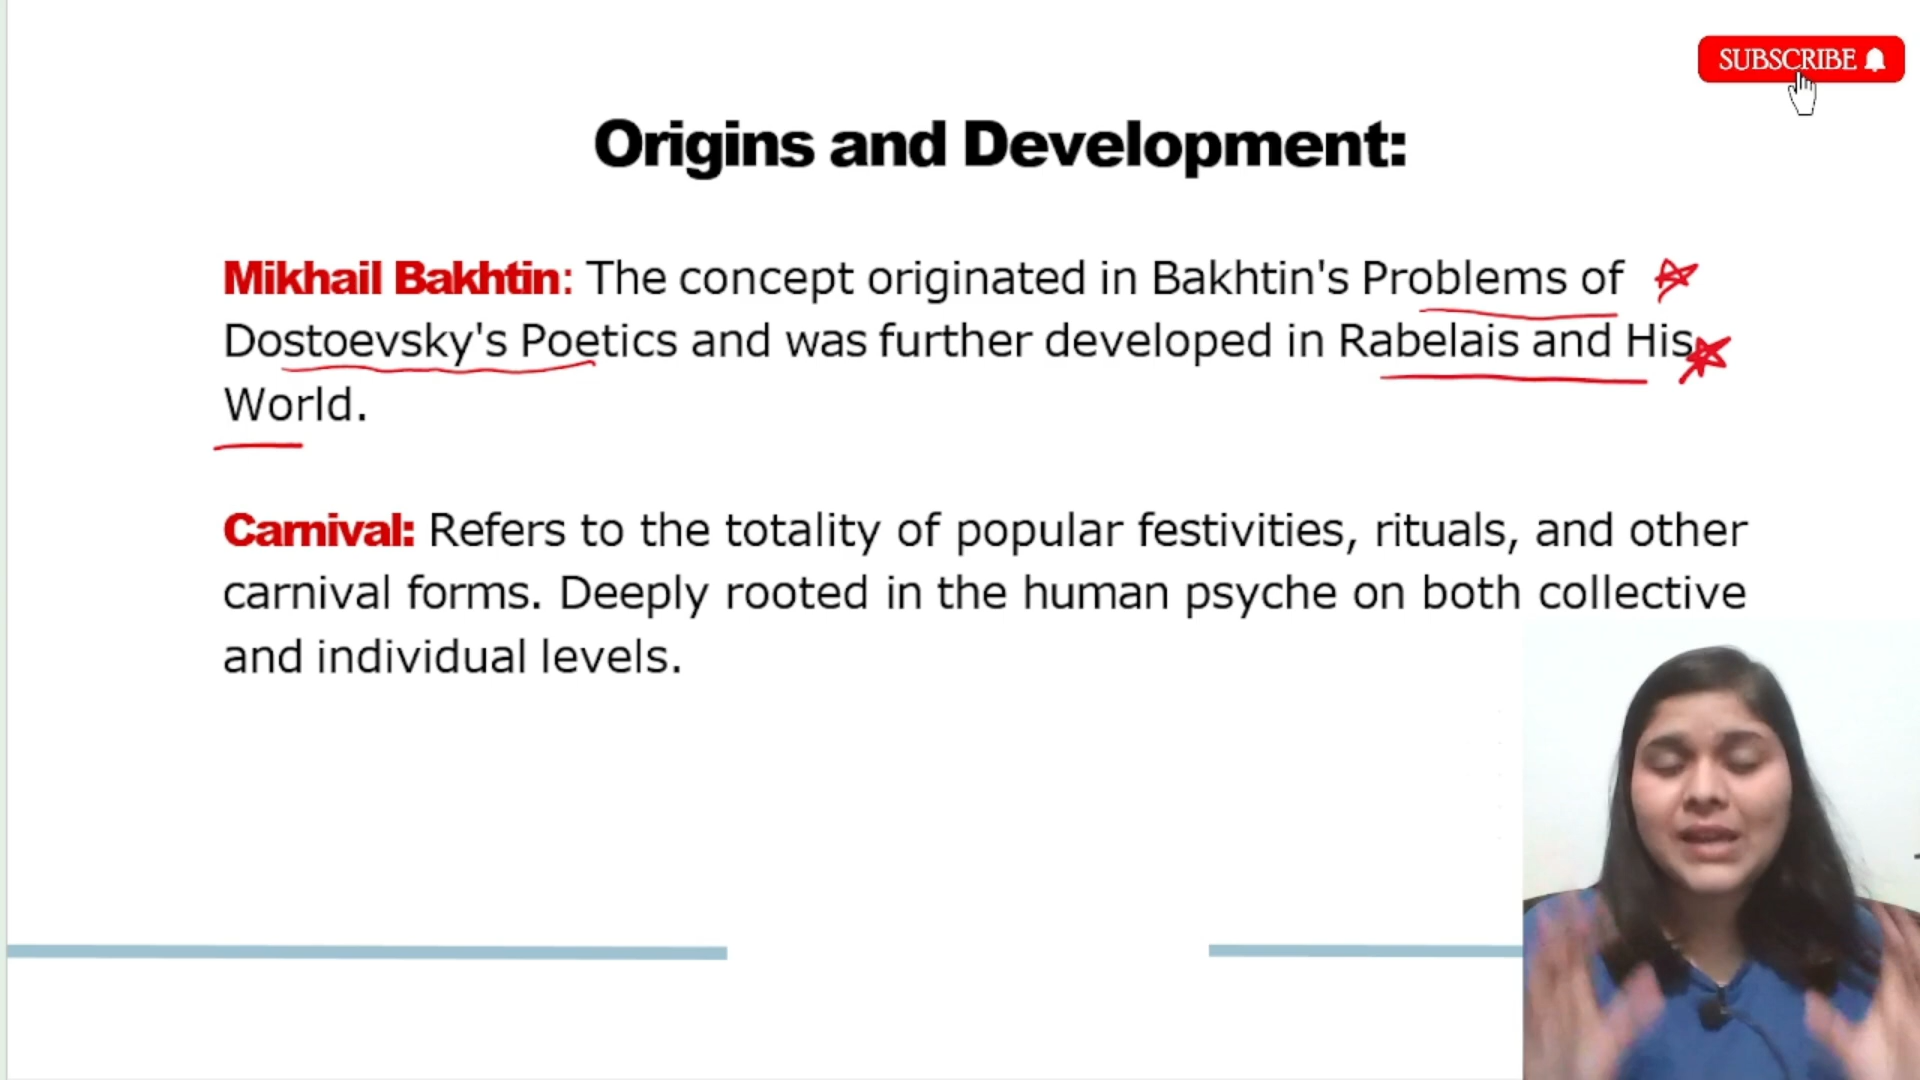 SUBSCRIBE
Origins and Development:
Mikhail Bakhtin: The concept originated in Bakhtin's Problems of
Dostoevsky's Poetics and was further developed in Rabelais and His
World.
Carnival: Refers to the totality of popular festivities, rituals, and other
carnival forms. Deeply rooted in the human psyche on both collective
and individual levels.